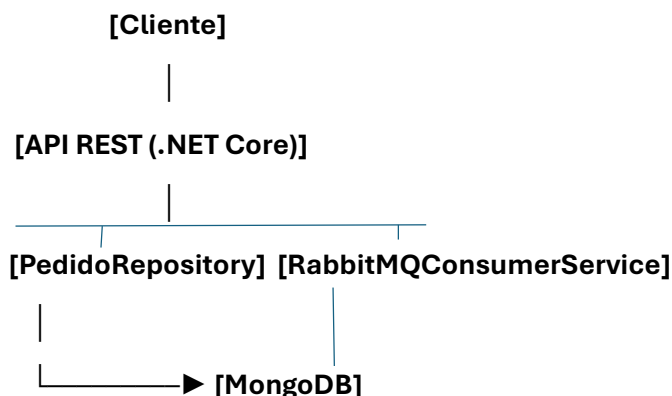 [Cliente]
[API REST (.NET Core)]
[PedidoRepository] [RabbitMQConsumerService]
[MongoDB]